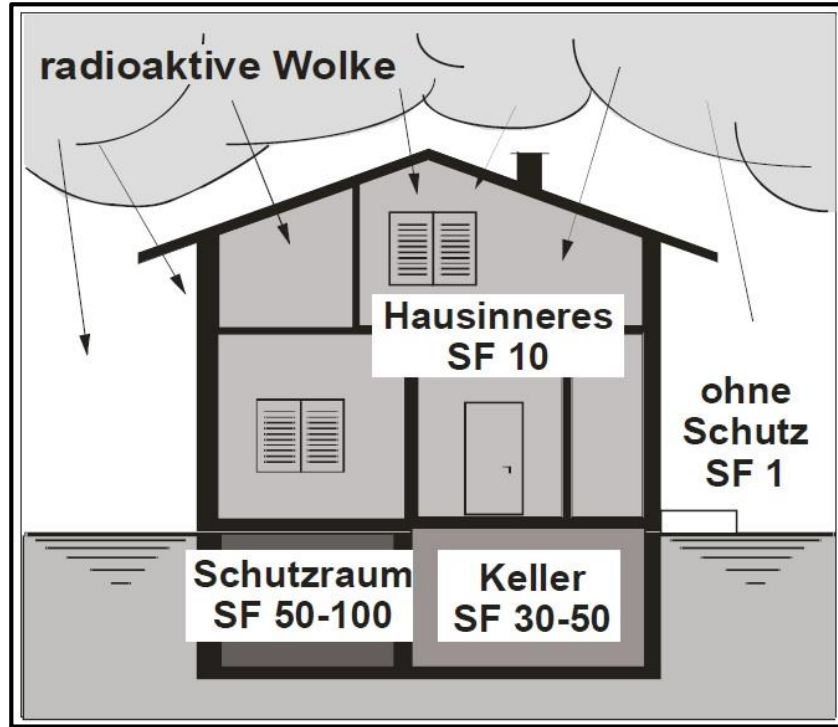 radioaktive Wolke
Hausinneres
SF 10
ohne
Schutz
SF 1
Schutzraum
SF 50-100
Keller
SF 30-50